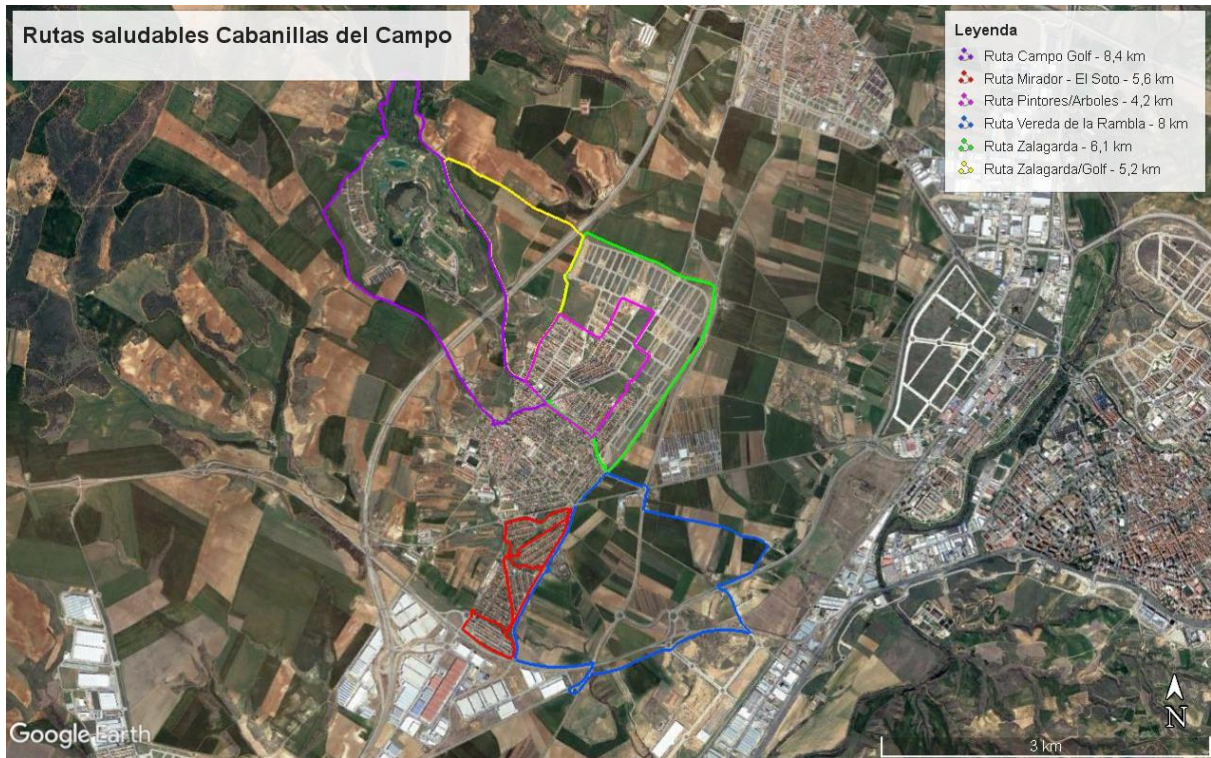 Rutas saludables Cabanillas del Campo
Leyenda
Ruta Campo Golf - 8,4 km
Ruta Mirador - El Soto - 5,6 km
Ruta Pintores/Arboles - 4,2 km
Ruta Vereda de la Rambla - 8 km
Ruta Zalagarda - 6,1 km
Ruta Zalagarda/Golf - 5,2 km
N
Google Earth
3 km